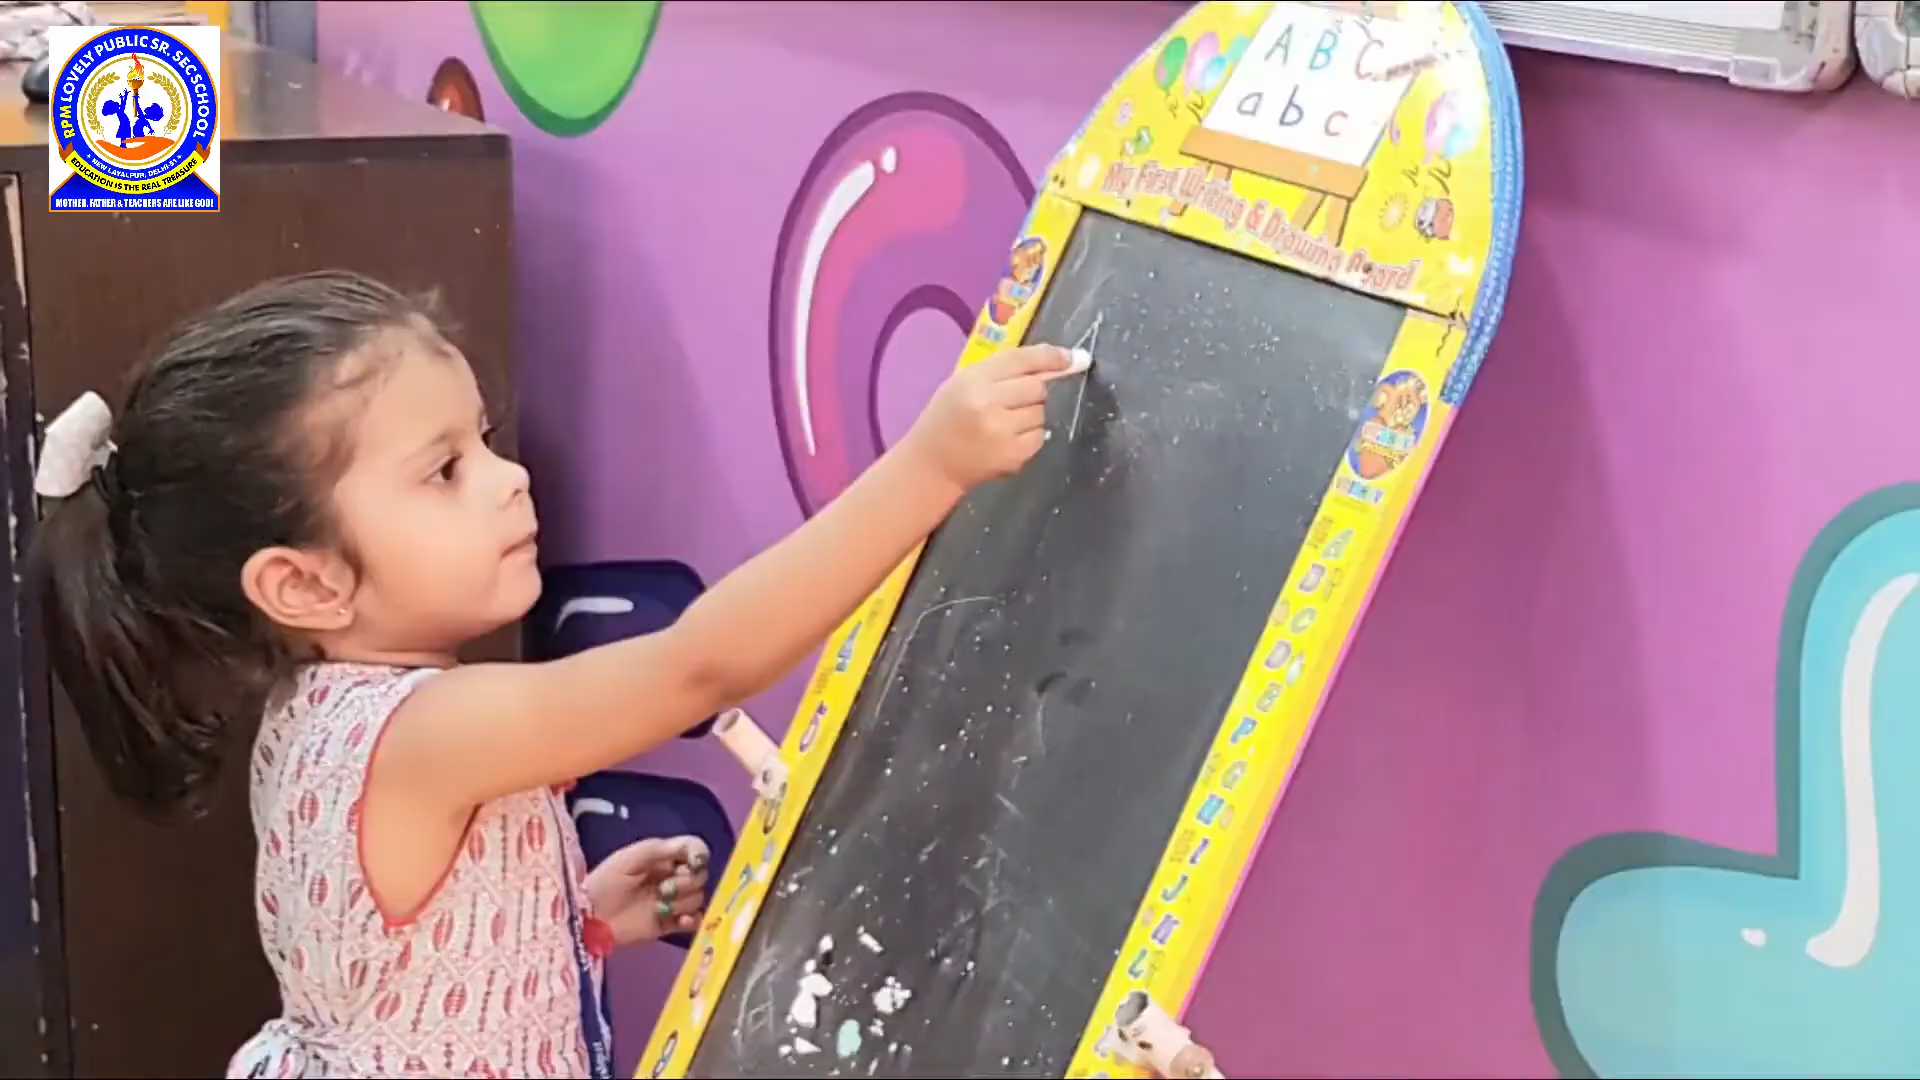 RPM LOVELY PUBLIC SR. SEC SCHOOL
★ NEW LAYALPUR, DELHI-51 ★
EDUCATION IS THE REAL TREASURE
MOTHER, FATHER & TEACHERS ARE LIKE GOD!
A B C
a b c
My First Writing & Drawing Board
A
B
C
D
E
F
G
H
I
J
K
L